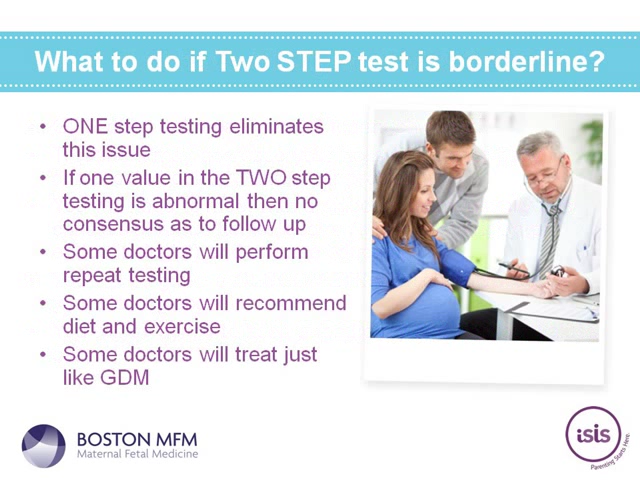 What to do if Two STEP test is borderline?
• ONE step testing eliminates
this issue
• If one value in the TWO step
testing is abnormal then no
consensus as to follow up
• Some doctors will perform
repeat testing
• Some doctors will recommend
diet and exercise
• Some doctors will treat just
like GDM
BOSTON MFM
Maternal Fetal Medicine
isis
Parenting Starts Here.